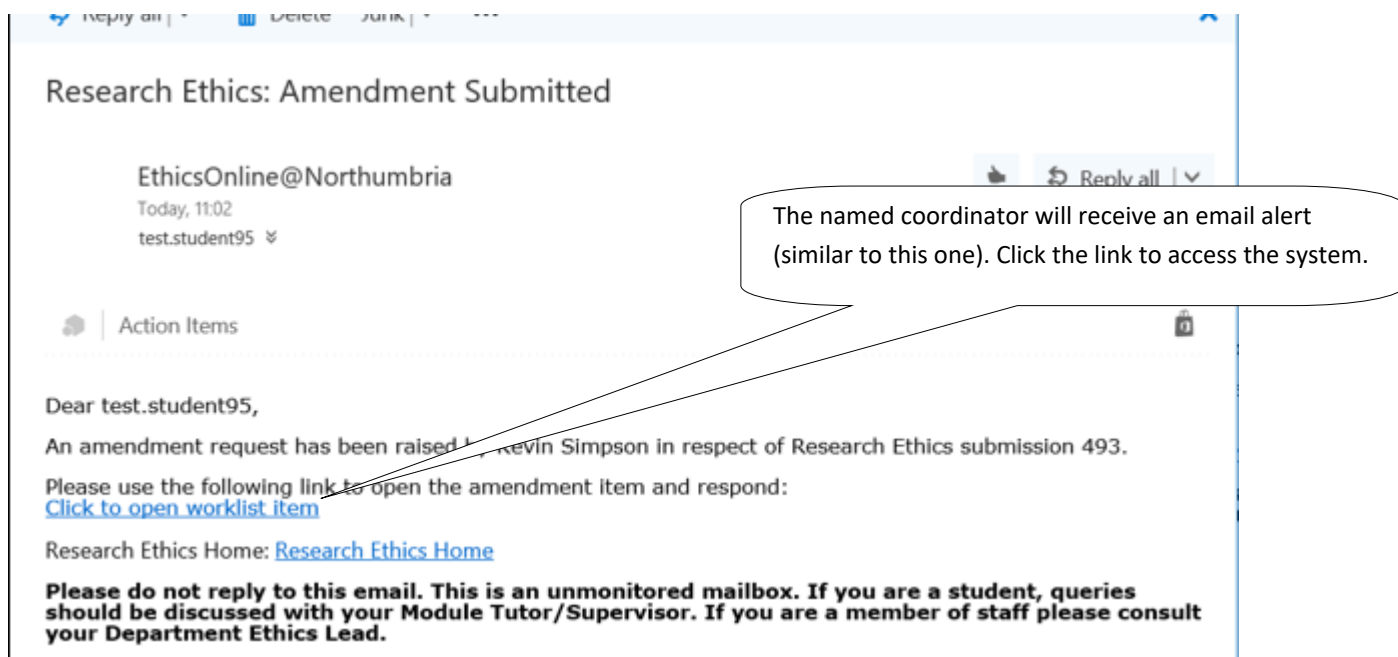 Reply all | Delete Junk | ...
Research Ethics: Amendment Submitted
EthicsOnline@Northumbria
Reply all |
Today, 11:02
test.student95
The named coordinator will receive an email alert
(similar to this one). Click the link to access the system.
Action Items
Dear test.student95,
An amendment request has been raised by Kevin Simpson in respect of Research Ethics submission 493.
Please use the following link to open the amendment item and respond:
Click to open worklist item
Research Ethics Home: Research Ethics Home
Please do not reply to this email. This is an unmonitored mailbox. If you are a student, queries
should be discussed with your Module Tutor/Supervisor. If you are a member of staff please consult
your Department Ethics Lead.